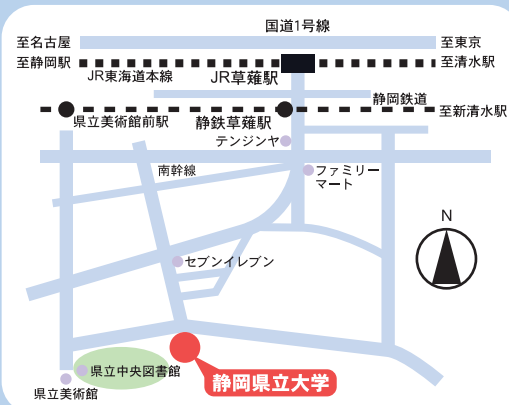 国道1号線
至名古屋
至東京
至静岡駅
至清水駅
JR東海道本線
JR草薙駅
静岡鉄道
至新清水駅
県立美術館前駅
静鉄草薙駅
テンジンヤ
南幹線
ファミリー
マート
N
セブンイレブン
県立中央図書館
静岡県立大学
県立美術館